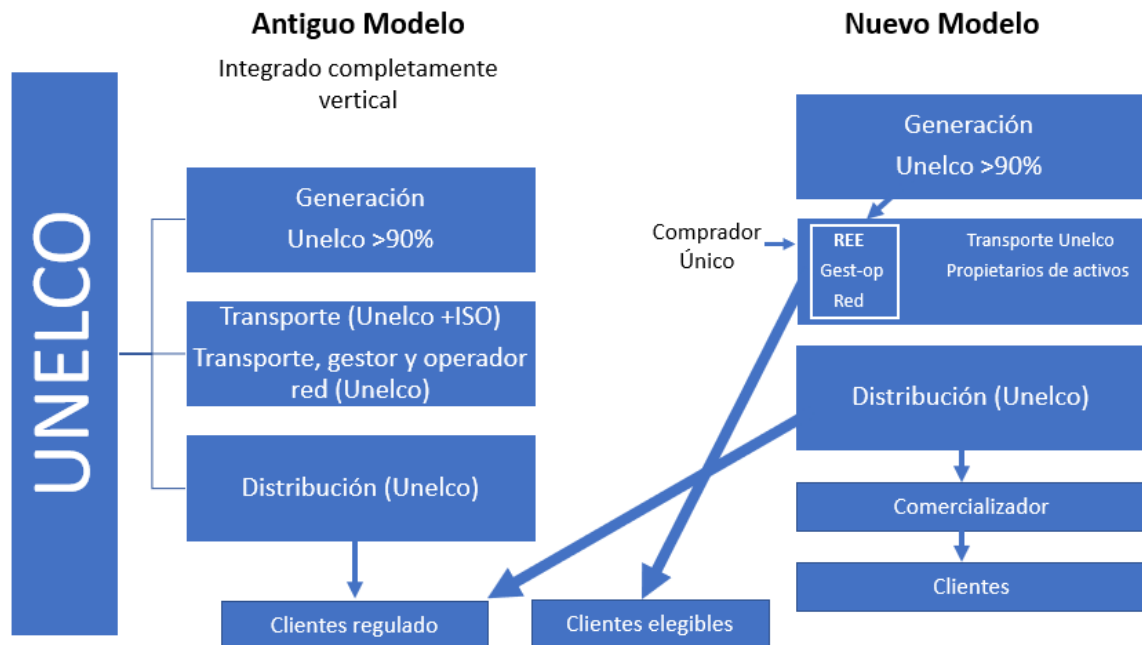 Antiguo Modelo
Integrado completamente
vertical
UNELCO
Generación
Unelco >90%
Transporte (Unelco +ISO)
Transporte, gestor y operador
red (Unelco)
Distribución (Unelco)
Clientes regulado
Clientes elegibles
Nuevo Modelo
Generación
Unelco >90%
Comprador
Único
REE
Gest-op
Red
Transporte Unelco
Propietarios de activos
Distribución (Unelco)
Comercializador
Clientes